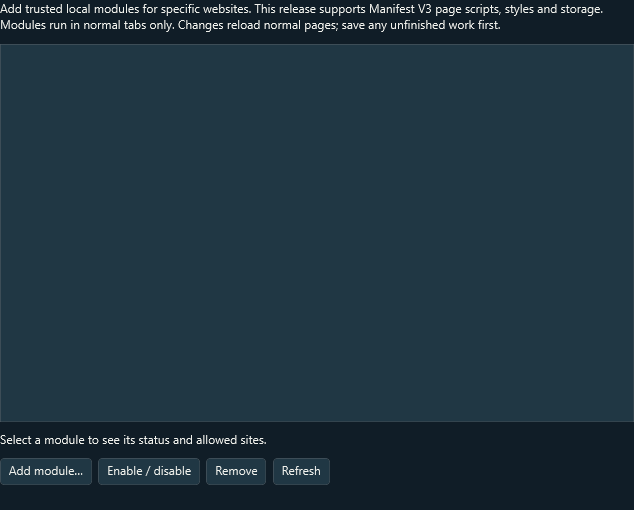 Add trusted local modules for specific websites. This release supports Manifest V3 page scripts, styles and storage.
Modules run in normal tabs only. Changes reload normal pages; save any unfinished work first.
Select a module to see its status and allowed sites.
Add module...
Enable / disable
Remove
Refresh